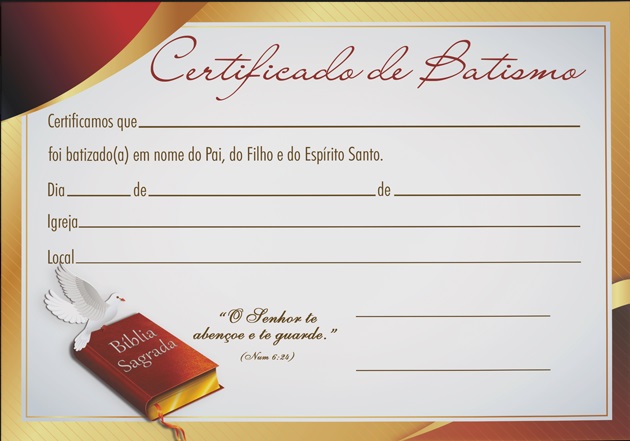 Certificado de Batismo
Certificamos que
foi batizado(a) em nome do Pai, do Filho e do Espírito Santo.
Dia de de
Igreja
Local
Bíblia
Sagrada
“O Senhor te
abençoe e te guarde.”
(Num 6:24)